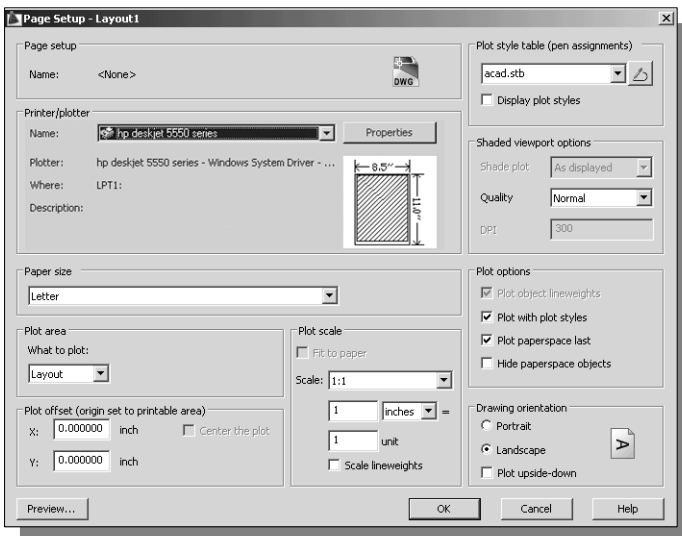 Page Setup - Layout1
Page setup
Name: <None>
DWG
Printer/plotter
Name: hp deskjet 5550 series
Properties
Plotter: hp deskjet 5550 series - Windows System Driver - ...
Where: LPT1:
Description:
8.5''
11.0''
Paper size
Letter
Plot area
What to plot:
Layout
Plot offset (origin set to printable area)
X: 0.000000 inch
Center the plot
Y: 0.000000 inch
Plot scale
Fit to paper
Scale: 1:1
1 inches =
1 unit
Scale lineweights
Plot style table (pen assignments)
acad.stb
Display plot styles
Shaded viewport options
Shade plot As displayed
Quality Normal
DPI 300
Plot options
Plot object lineweights
Plot with plot styles
Plot paperspace last
Hide paperspace objects
Drawing orientation
Portrait
Landscape
A
Plot upside-down
Preview...
OK
Cancel
Help